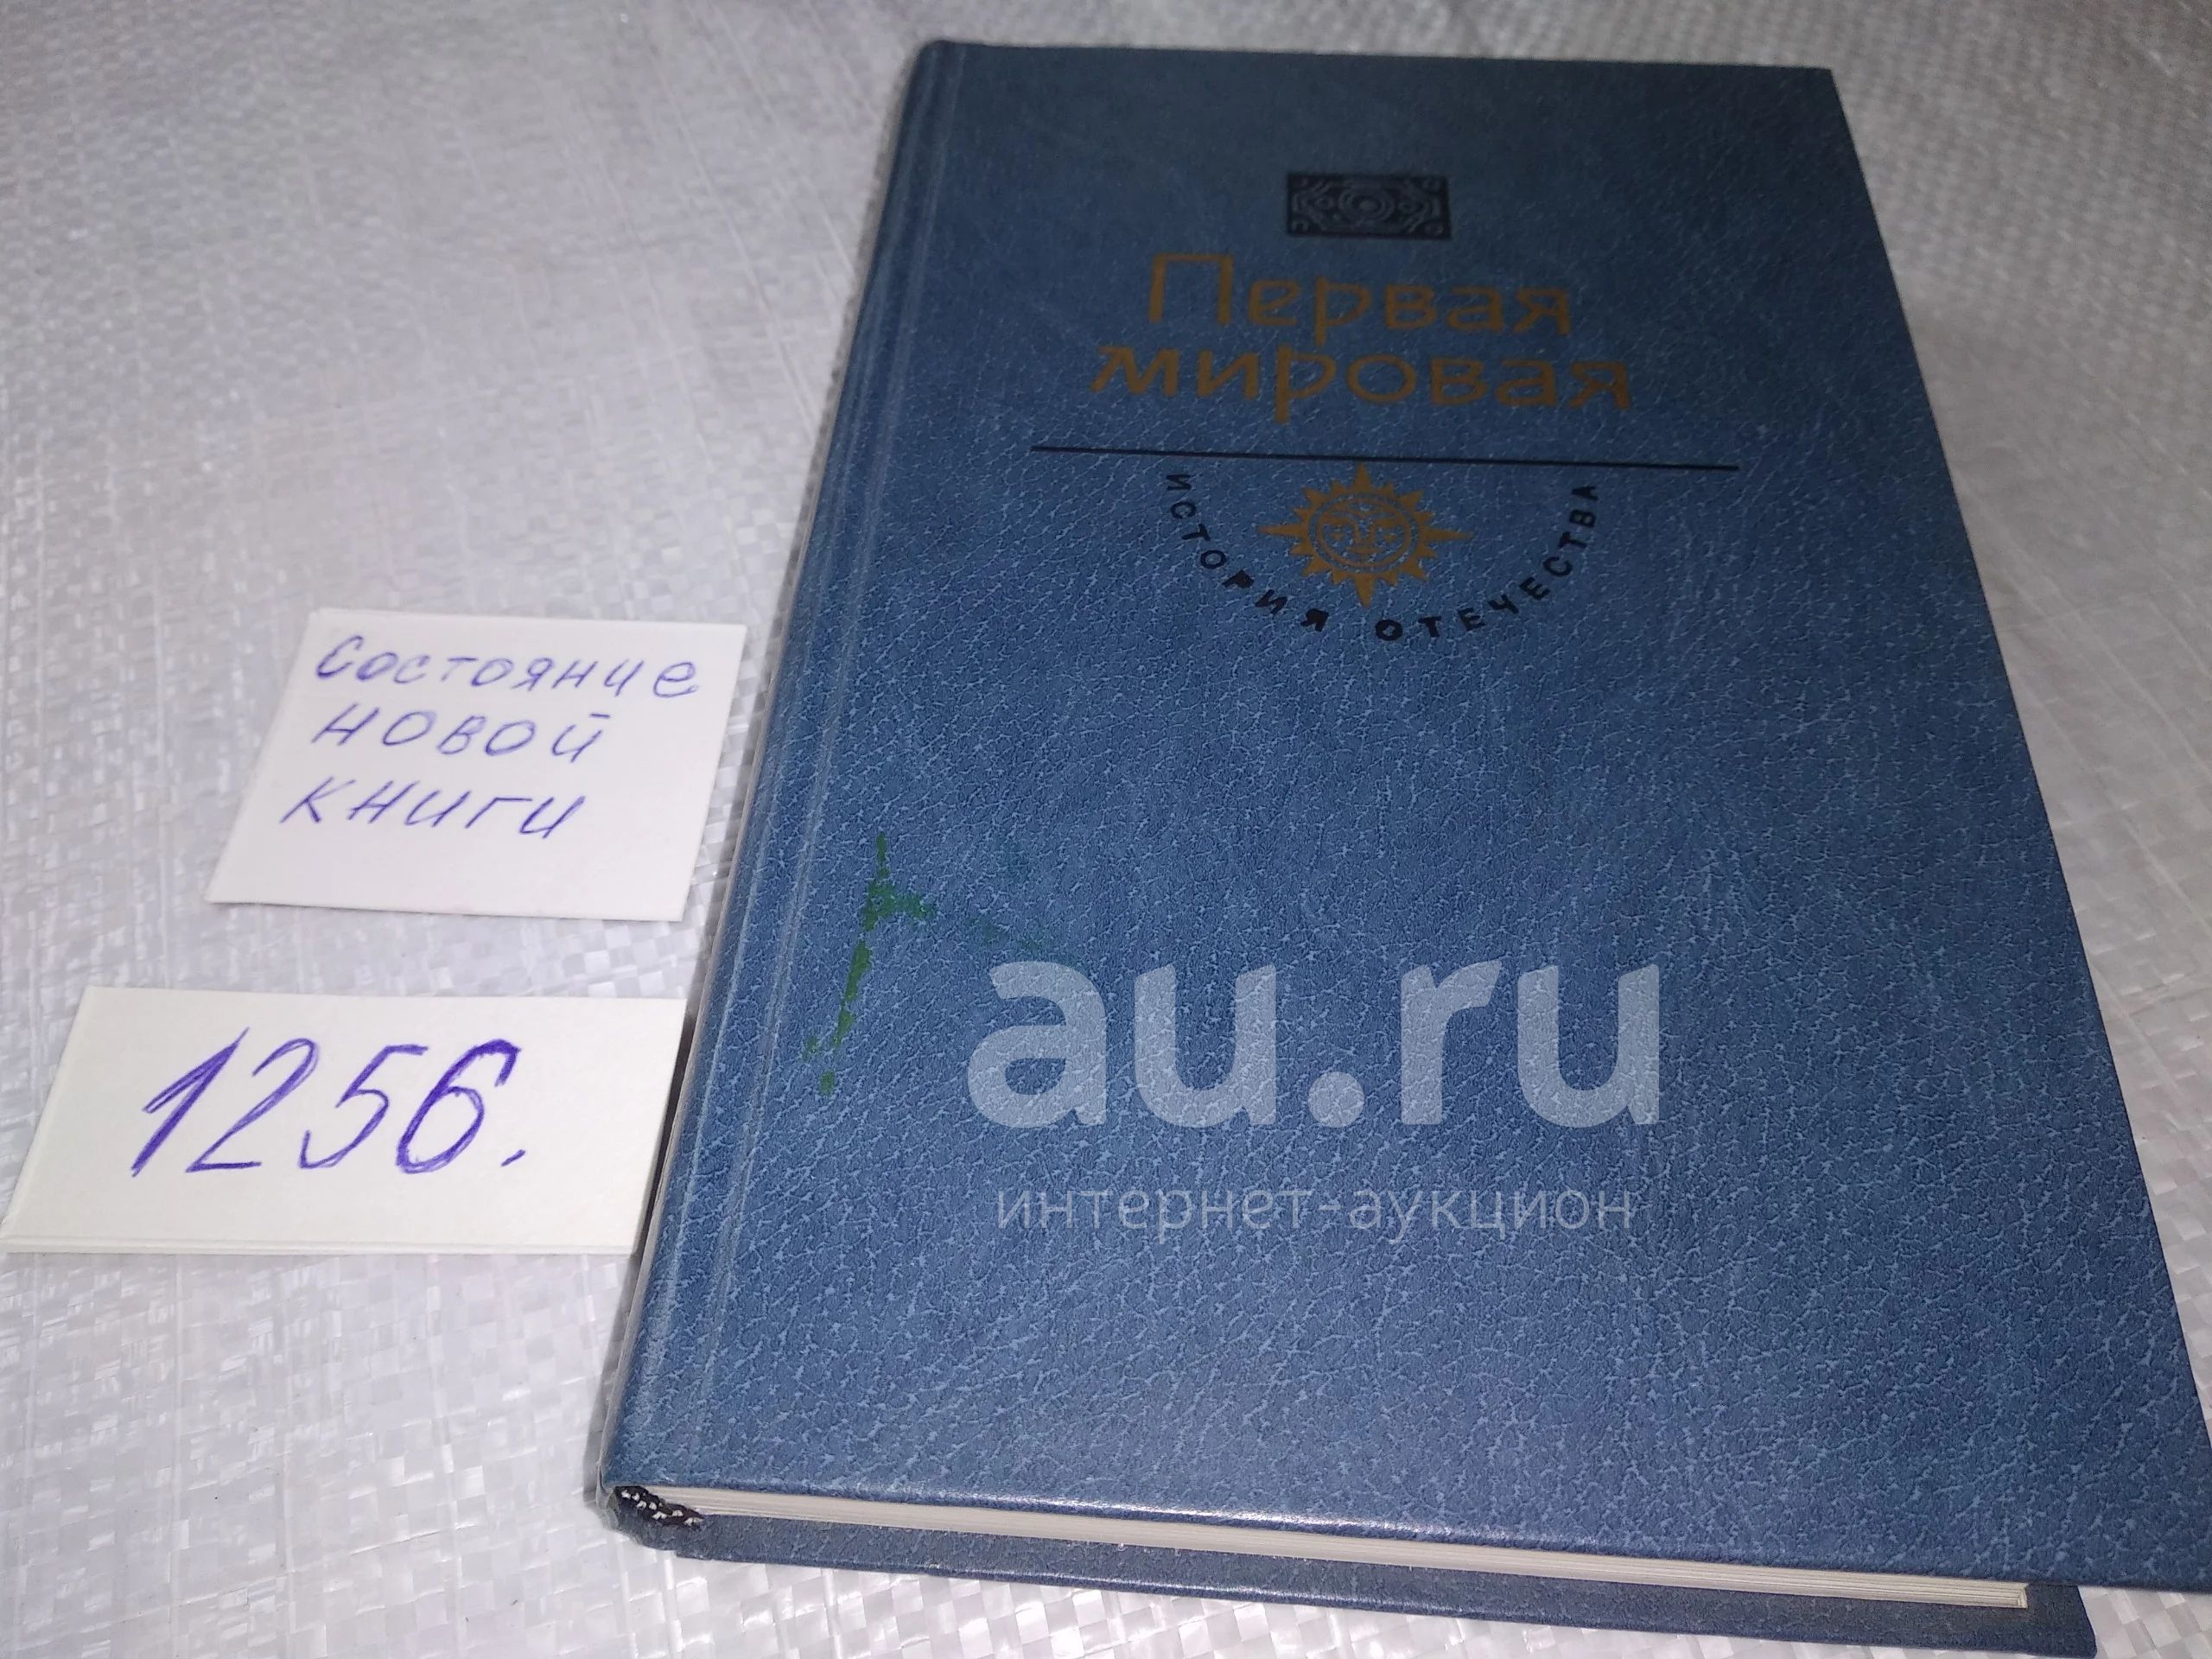 Первая
мировая
ИСТОРИЯ ОТЕЧЕСТВА
Состояние
новой
книги
1256.
au.ru
интернет-аукцион